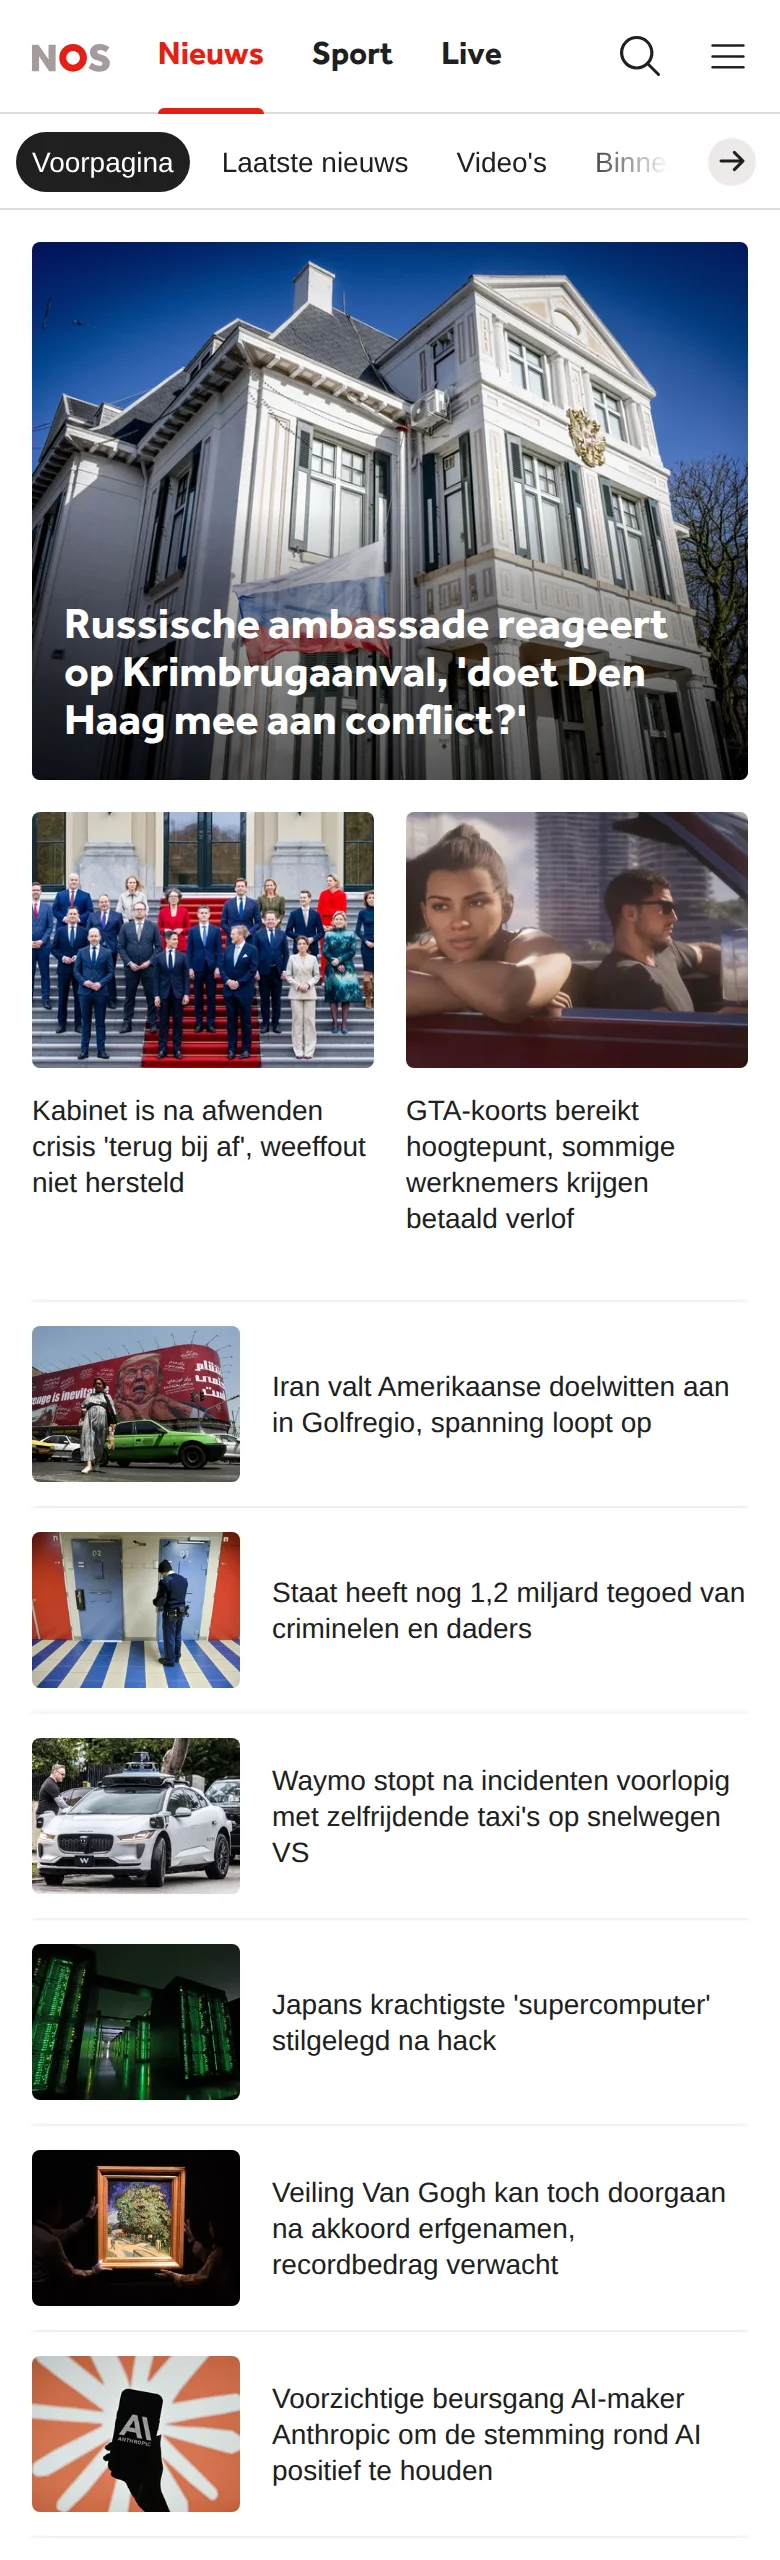 NOS Nieuws Sport Live
Voorpagina Laatste nieuws Video's Binne
Russische ambassade reageert
op Krimbrugaanval, 'doet Den
Haag mee aan conflict?'
Kabinet is na afwenden
crisis 'terug bij af', weeffout
niet hersteld
GTA-koorts bereikt
hoogtepunt, sommige
werknemers krijgen
betaald verlof
Iran valt Amerikaanse doelwitten aan
in Golfregio, spanning loopt op
Staat heeft nog 1,2 miljard tegoed van
criminelen en daders
Waymo stopt na incidenten voorlopig
met zelfrijdende taxi's op snelwegen
VS
Japans krachtigste 'supercomputer'
stilgelegd na hack
Veiling Van Gogh kan toch doorgaan
na akkoord erfgenamen,
recordbedrag verwacht
AI
ANTHROPIC
Voorzichtige beursgang AI-maker
Anthropic om de stemming rond AI
positief te houden